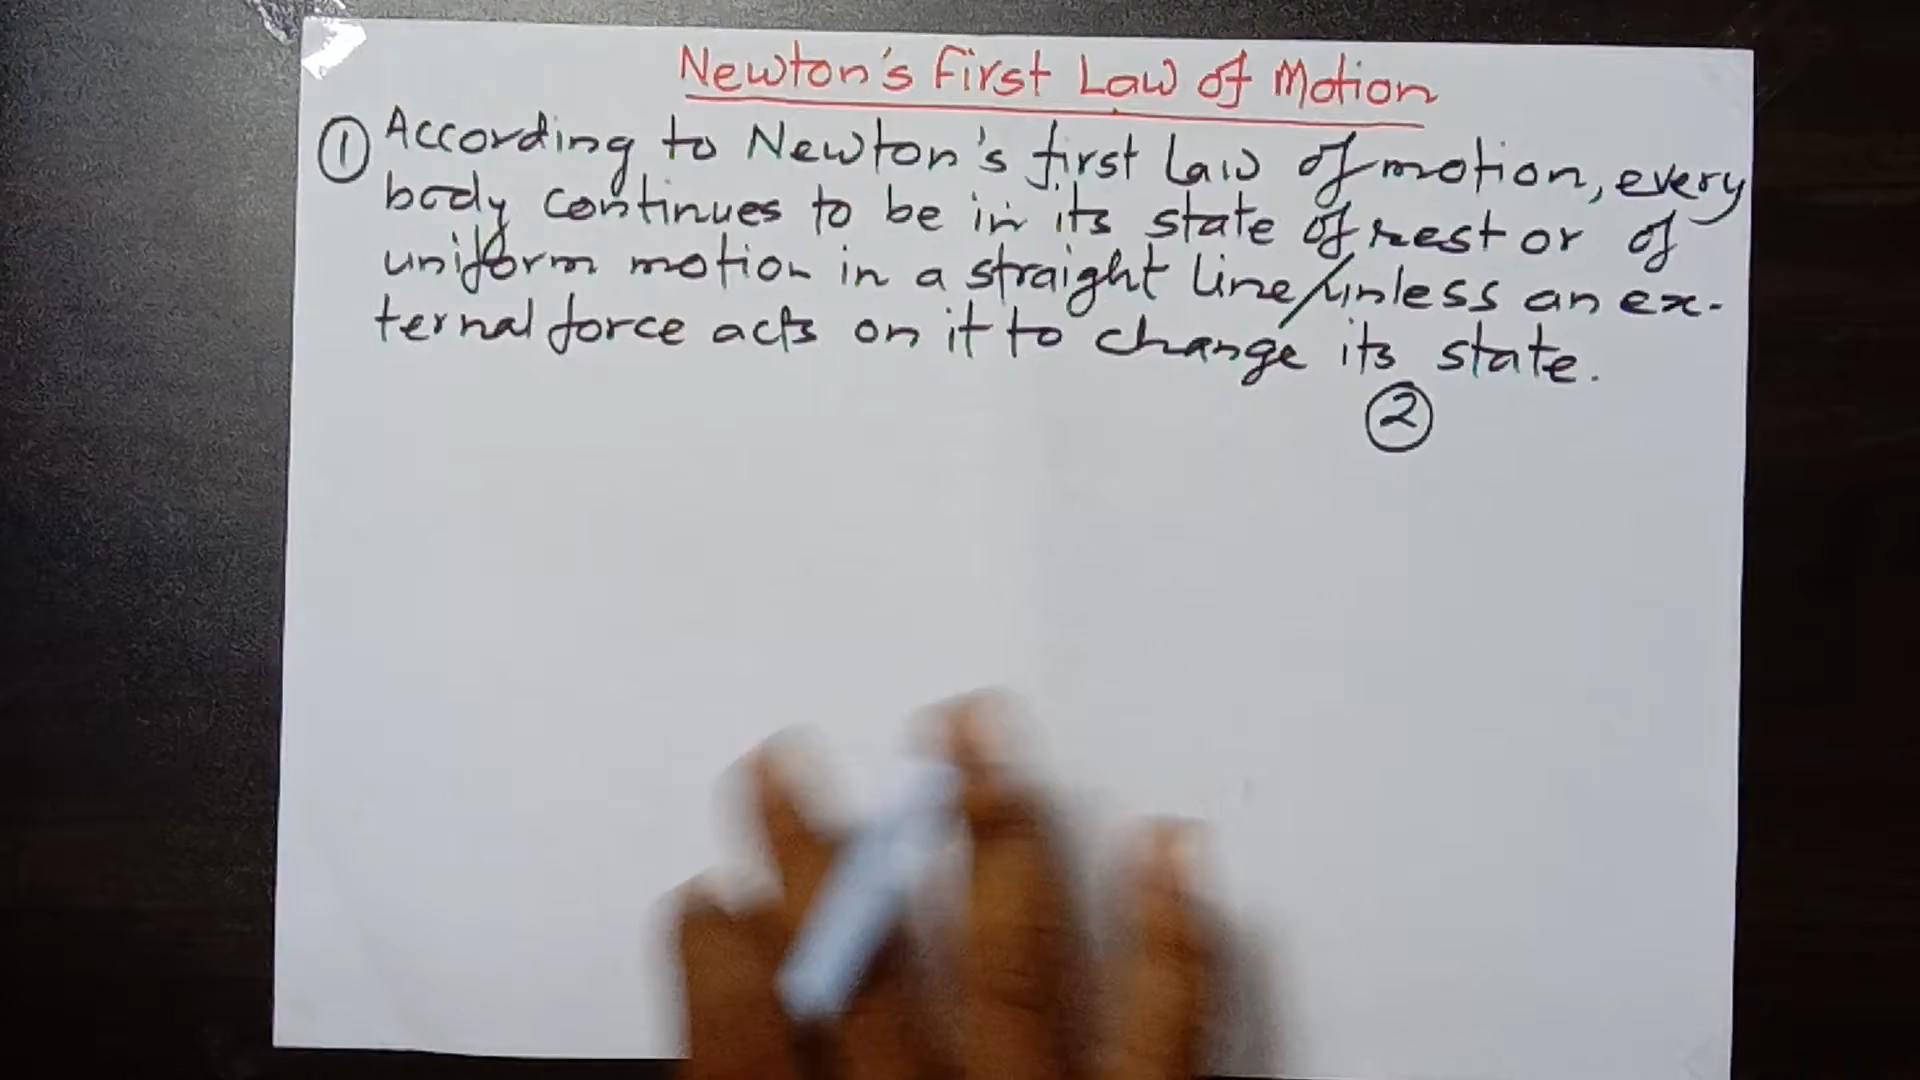 Newton's First Law of Motion
① According to Newton's first law of motion, every
body continues to be in its state of rest or of
uniform motion in a straight line/unless an ex-
ternal force acts on it to change its state.
②